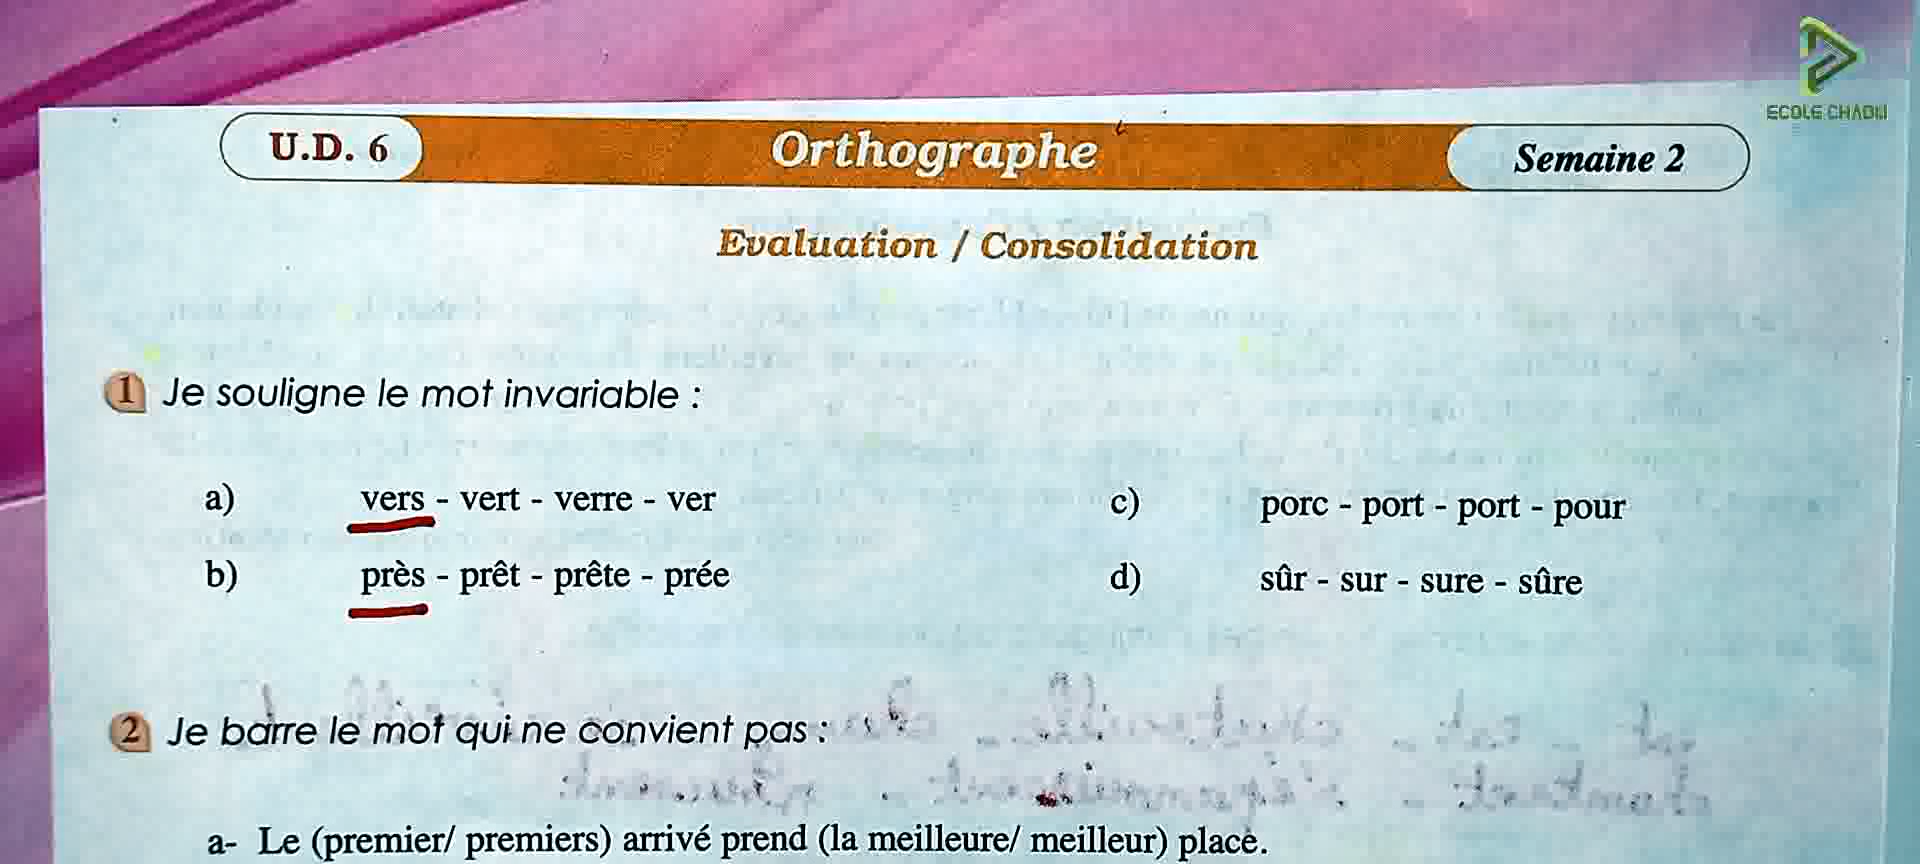 ECOLE CHADLI
U.D. 6 Orthographe Semaine 2
Evaluation / Consolidation
1 Je souligne le mot invariable :
a) vers - vert - verre - ver
c) porc - port - port - pour
b) près - prêt - prête - prée
d) sûr - sur - sure - sûre
2 Je barre le mot qui ne convient pas :
a- Le (premier/ premiers) arrivé prend (la meilleure/ meilleur) place.